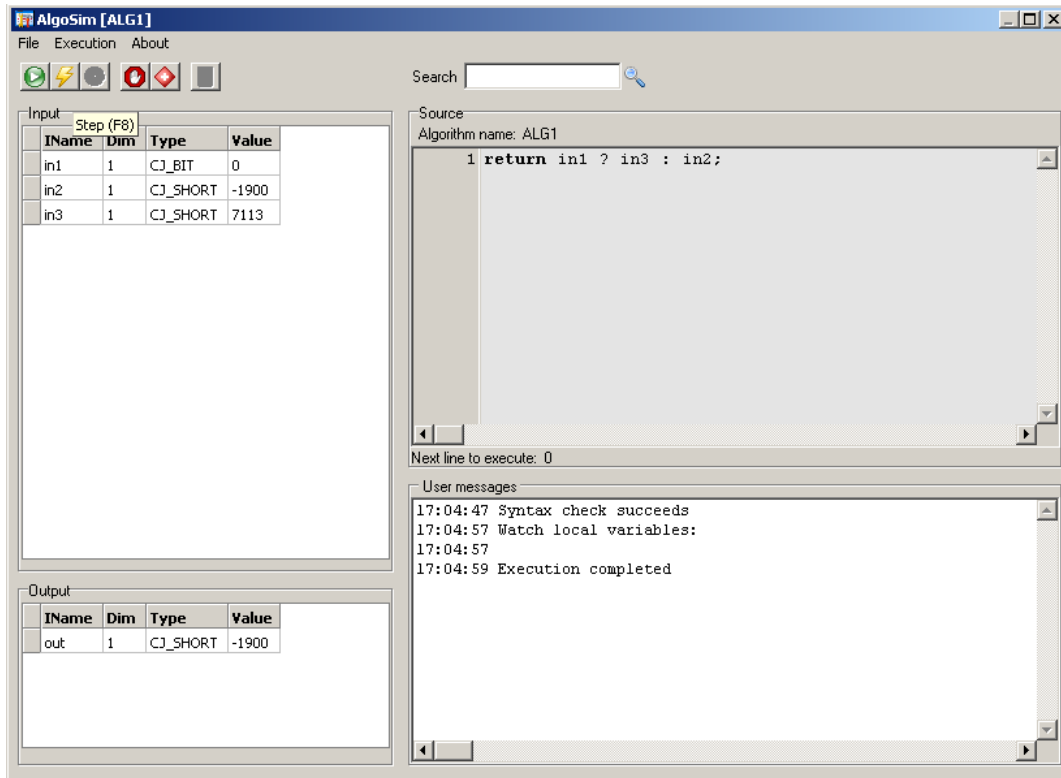 AlgoSim [ALG1]
File Execution About
Search
Input
Step (F8)
IName Dim Type Value
in1 1 CJ_BIT 0
in2 1 CJ_SHORT -1900
in3 1 CJ_SHORT 7113
Output
IName Dim Type Value
out 1 CJ_SHORT -1900
Source
Algorithm name: ALG1
1 return in1 ? in3 : in2;
Next line to execute: 0
User messages
17:04:47 Syntax check succeeds
17:04:57 Watch local variables:
17:04:57
17:04:59 Execution completed